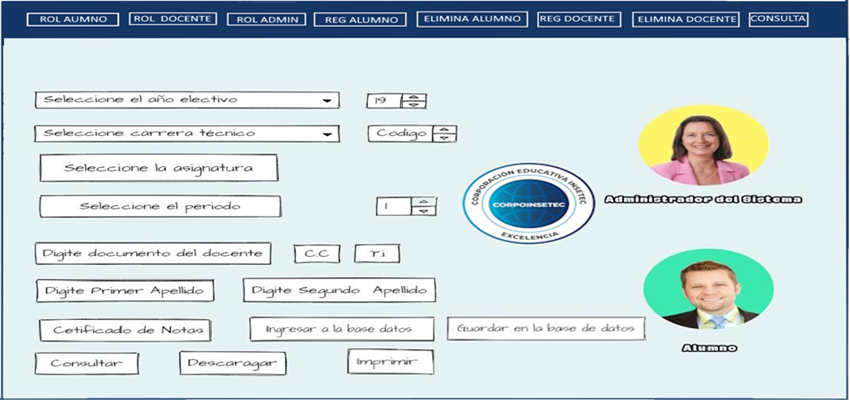 ROL AUMNO ROL DOCENTE ROL ADMIN REG ALUMNO ELIMINA ALUMNO REG DOCENTE ELIMINA DOCENTE CONSULTA
Seleccione el año electivo 19
Seleccione carrera técnico Codigo
Seleccione la asignatura
Seleccione el periodo 1
Digite documento del docente C.C T.i
Digite Primer Apellido Digite Segundo Apellido
Cetificado de Notas Ingresar a la base datos Guardar en la base de datos
Consultar Descaragar Imprimir
CORPORACIÓN EDUCATIVA INSETEC
CORPOINSETEC
EXCELENCIA
Administrador del Sistema
Alumno